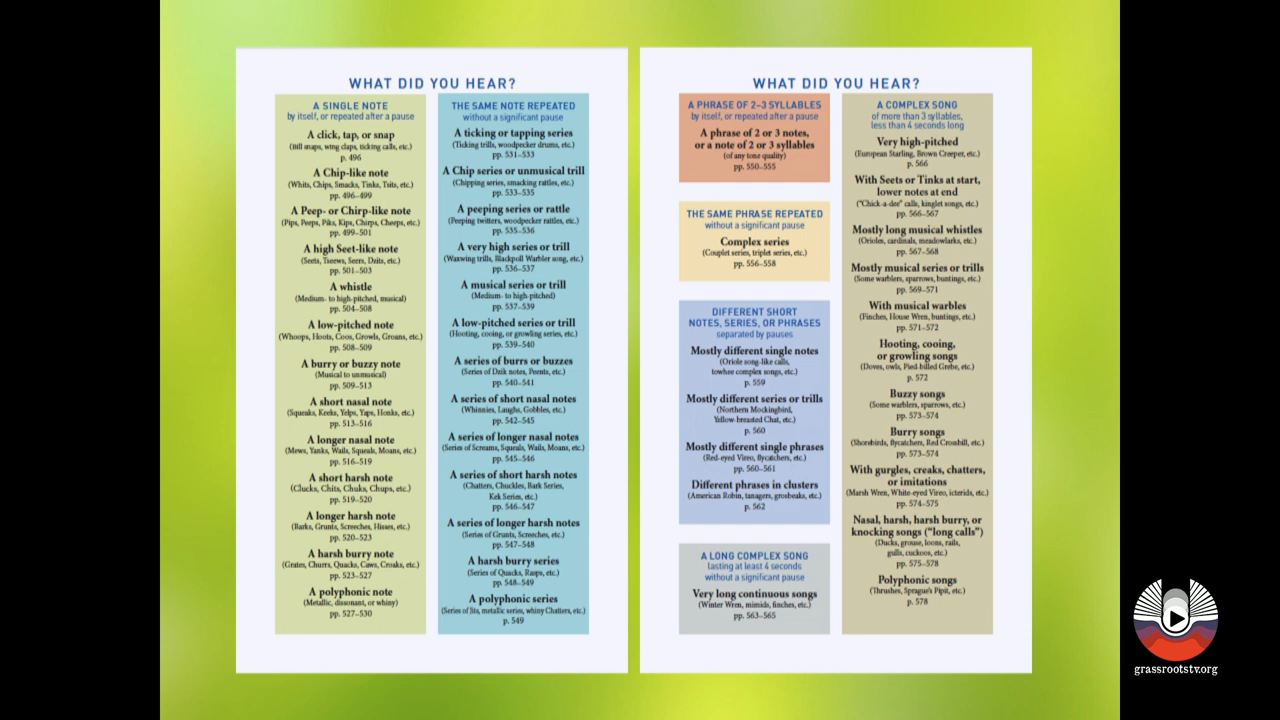 WHAT DID YOU HEAR?
A SINGLE NOTE
by itself, or repeated after a pause
A click, tap, or snap
(Bill snaps, wing claps, ticking calls, etc.)
p. 496
A Chip-like note
(Whits, Chips, Smacks, Tinks, Tsits, etc.)
pp. 496–499
A Peep- or Chirp-like note
(Pips, Peeps, Piks, Kips, Chirps, Cheeps, etc.)
pp. 499–501
A high Seet-like note
(Seets, Tseews, Seers, Dzits, etc.)
pp. 501–503
A whistle
(Medium- to high-pitched, musical)
pp. 504–508
A low-pitched note
(Whoops, Hoots, Coos, Growls, Groans, etc.)
pp. 508–509
A burry or buzzy note
(Musical to unmusical)
pp. 509–513
A short nasal note
(Squeaks, Keeks, Yelps, Yaps, Honks, etc.)
pp. 513–516
A longer nasal note
(Mews, Yanks, Wails, Squeals, Moans, etc.)
pp. 516–519
A short harsh note
(Clucks, Chits, Chuks, Chups, etc.)
pp. 519–520
A longer harsh note
(Barks, Grunts, Screeches, Hisses, etc.)
pp. 520–523
A harsh burry note
(Grates, Churrs, Quacks, Caws, Croaks, etc.)
pp. 523–527
A polyphonic note
(Metallic, dissonant, or whiny)
pp. 527–530
THE SAME NOTE REPEATED
without a significant pause
A ticking or tapping series
(Ticking trills, woodpecker drums, etc.)
pp. 531–533
A Chip series or unmusical trill
(Chipping series, smacking rattles, etc.)
pp. 533–535
A peeping series or rattle
(Peeping twitters, woodpecker rattles, etc.)
pp. 535–536
A very high series or trill
(Waxwing trills, Blackpoll Warbler song, etc.)
pp. 536–537
A musical series or trill
(Medium- to high-pitched)
pp. 537–539
A low-pitched series or trill
(Hooting, cooing, or growling series, etc.)
pp. 539–540
A series of burrs or buzzes
(Series of Dzik notes, Peents, etc.)
pp. 540–541
A series of short nasal notes
(Whinnies, Laughs, Gobbles, etc.)
pp. 542–545
A series of longer nasal notes
(Series of Screams, Squeals, Wails, Moans, etc.)
pp. 545–546
A series of short harsh notes
(Chatters, Chuckles, Bark Series,
Kek Series, etc.)
pp. 546–547
A series of longer harsh notes
(Series of Grunts, Screeches, etc.)
pp. 547–548
A harsh burry series
(Series of Quacks, Rasps, etc.)
pp. 548–549
A polyphonic series
(Series of Jits, metallic series, whiny Chatters, etc.)
p. 549
WHAT DID YOU HEAR?
A PHRASE OF 2–3 SYLLABLES
by itself, or repeated after a pause
A phrase of 2 or 3 notes,
or a note of 2 or 3 syllables
(of any tone quality)
pp. 550–555
THE SAME PHRASE REPEATED
without a significant pause
Complex series
(Couplet series, triplet series, etc.)
pp. 556–558
DIFFERENT SHORT
NOTES, SERIES, OR PHRASES
separated by pauses
Mostly different single notes
(Oriole song-like calls,
towhee complex songs, etc.)
p. 559
Mostly different series or trills
(Northern Mockingbird,
Yellow-breasted Chat, etc.)
p. 560
Mostly different single phrases
(Red-eyed Vireo, flycatchers, etc.)
pp. 560–561
Different phrases in clusters
(American Robin, tanagers, grosbeaks, etc.)
p. 562
A LONG COMPLEX SONG
lasting at least 4 seconds
without a significant pause
Very long continuous songs
(Winter Wren, mimids, finches, etc.)
pp. 563–565
A COMPLEX SONG
of more than 3 syllables,
less than 4 seconds long
Very high-pitched
(European Starling, Brown Creeper, etc.)
p. 566
With Seets or Tinks at start,
lower notes at end
("Chick-a-dee" calls, kinglet songs, etc.)
pp. 566–567
Mostly long musical whistles
(Orioles, cardinals, meadowlarks, etc.)
pp. 567–568
Mostly musical series or trills
(Some warblers, sparrows, buntings, etc.)
pp. 569–571
With musical warbles
(Finches, House Wren, buntings, etc.)
pp. 571–572
Hooting, cooing,
or growling songs
(Doves, owls, Pied-billed Grebe, etc.)
p. 572
Buzzy songs
(Some warblers, sparrows, etc.)
pp. 573–574
Burry songs
(Shorebirds, flycatchers, Red Crossbill, etc.)
pp. 573–574
With gurgles, creaks, chatters,
or imitations
(Marsh Wren, White-eyed Vireo, icterids, etc.)
pp. 574–575
Nasal, harsh, harsh burry, or
knocking songs ("long calls")
(Ducks, grouse, loons, rails,
gulls, cuckoos, etc.)
pp. 575–578
Polyphonic songs
(Thrushes, Sprague's Pipit, etc.)
p. 578
grassrootstv.org